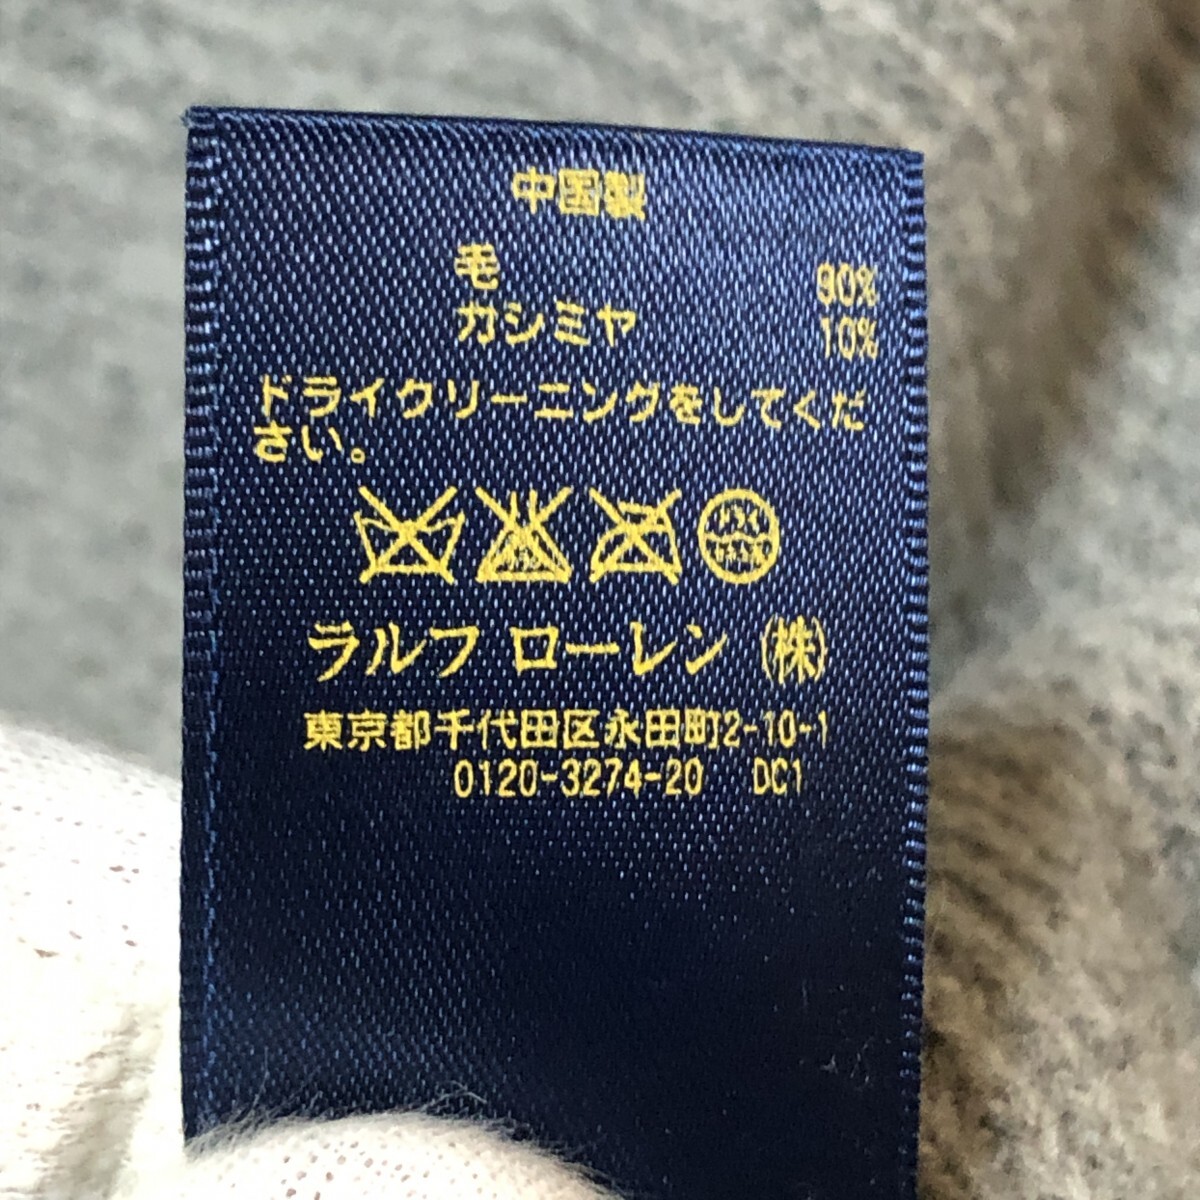 中国製
毛 90%
カシミヤ 10%
ドライクリーニングをしてくだ
さい。
ラルフ ローレン (株)
東京都千代田区永田町2-10-1
0120-3274-20 DC1